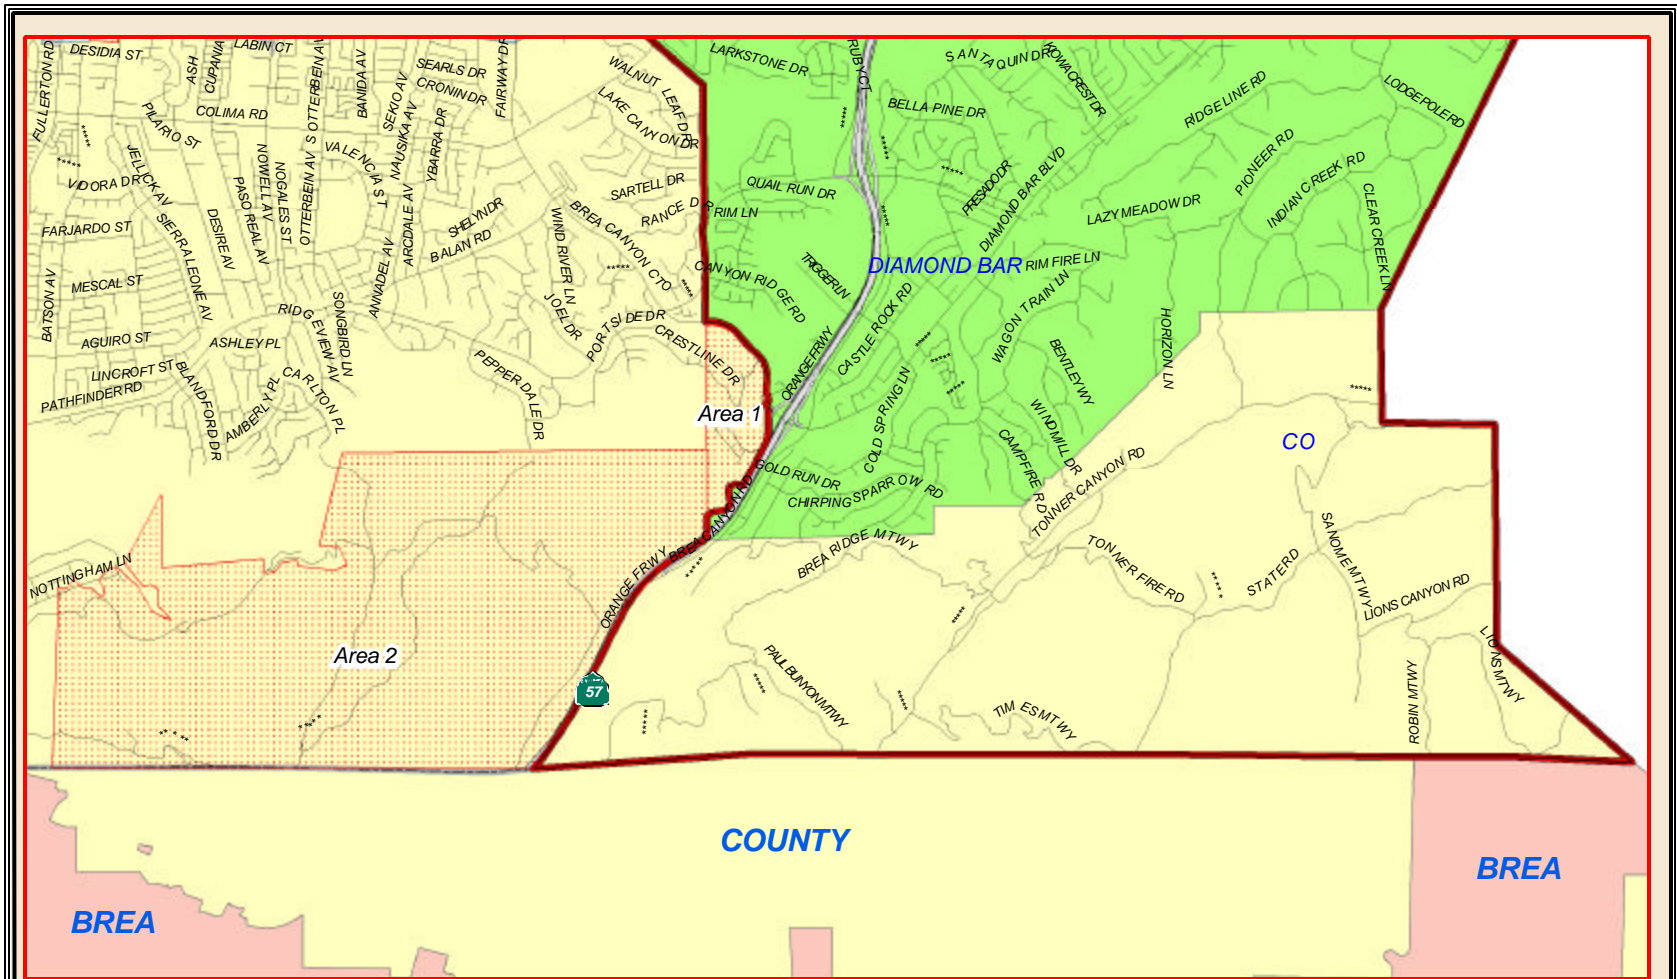 FULLERTON RD
DESIDIA ST
ASH
CUPANIA
LABIN CT
S OTTERBEIN AV
BANIDA AV
SEARLS DR
CRONIN DR
SEKIO AV
NAUSIKA AV
FAIRWAY DR
WALNUT LEAF DR
LAKE CANYON DR
LARKSTONE DR
RUBY CT
SANTAQUIN DR
KIOWA CREST DR
RIDGE LINE RD
LODGEPOLE RD
PILARIO ST
COLIMA RD
BELLA PINE DR
YBARRA DR
VALENCIA ST
JELLICK AV
VIDORA DR
NOWELL AV
NOGALES ST
OTTERBEIN AV
PASO REAL AV
DESIRE AV
SIERRA LEONE AV
FARJARDO ST
ARCDALE AV
SHELYN DR
BALAN RD
SARTELL DR
RANCE DR
RIM LN
QUAIL RUN DR
PRESADO DR
DIAMOND BAR BLVD
LAZY MEADOW DR
PIONEER RD
INDIAN CREEK RD
CLEAR CREEK LN
WIND RIVER LN
BREA CANYON CTO
BATSON AV
MESCAL ST
ANNADEL AV
CANYON RIDGE RD
TRIGGER LN
DIAMOND BAR
RIM FIRE LN
RIDGEVIEW AV
SONGBIRD LN
JOEL DR
PORTSIDE DR
CRESTLINE DR
CASTLE ROCK RD
WAGON TRAIN LN
HORIZON LN
AGUIRO ST
ASHLEY PL
LINCROFT ST
PATHFINDER RD
BLANDFORD DR
AMBERLY PL
CARLTON PL
PEPPER DALE DR
ORANGE FRWY
BENTLEY WY
Area 1
COLD SPRING LN
WINDMILL DR
CAMPFIRE RD
TONNER CANYON RD
CO
GOLD RUN DR
CHIRPING SPARROW RD
BREA CANYON RD
BREA RIDGE MTWY
TONNER FIRE RD
STATE RD
SANOME MTWY
LIONS CANYON RD
LIONS MTWY
NOTTINGHAM LN
ORANGE FRWY
Area 2
57
PAUL BUNYON MTWY
TIMES MTWY
ROBIN MTWY
COUNTY
BREA
BREA